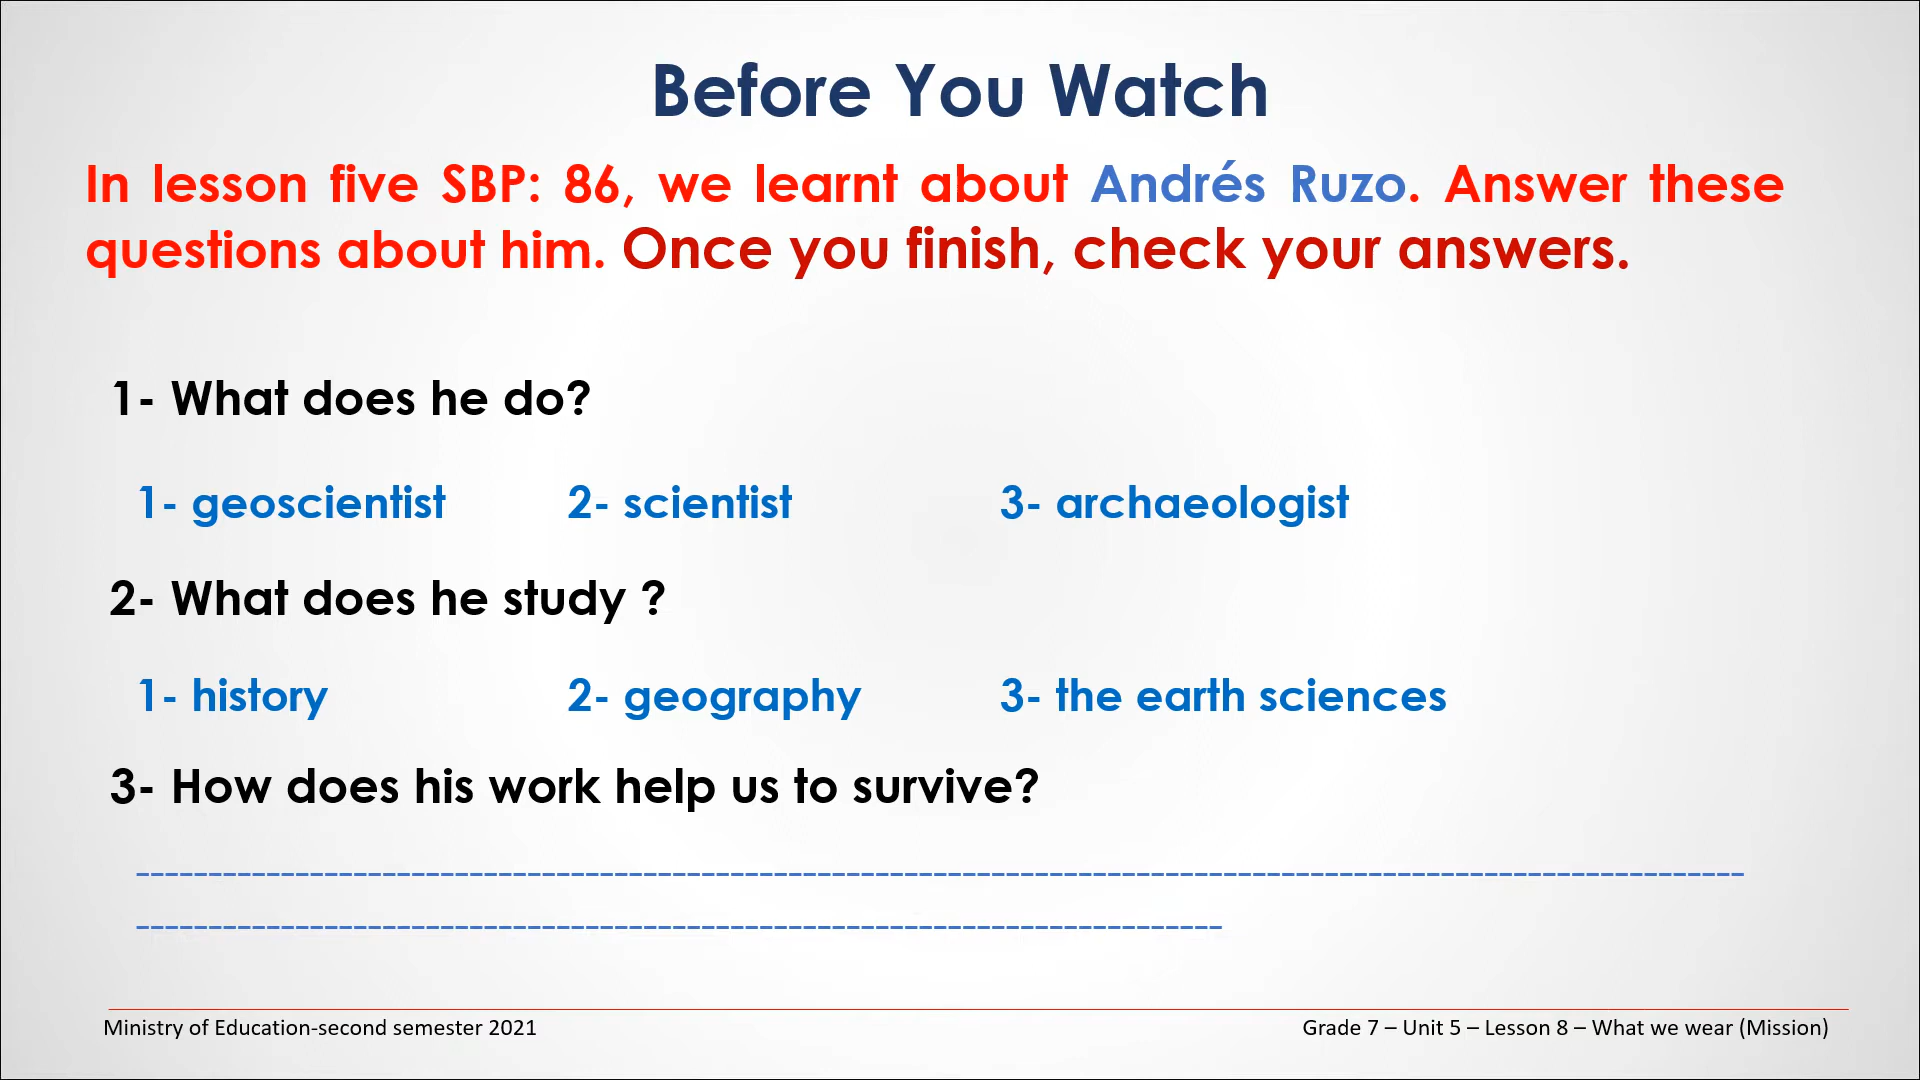 Before You Watch
In lesson five SBP: 86, we learnt about Andrés Ruzo. Answer these
questions about him. Once you finish, check your answers.
1- What does he do?
1- geoscientist 2- scientist 3- archaeologist
2- What does he study ?
1- history 2- geography 3- the earth sciences
3- How does his work help us to survive?
Ministry of Education-second semester 2021 Grade 7 – Unit 5 – Lesson 8 – What we wear (Mission)